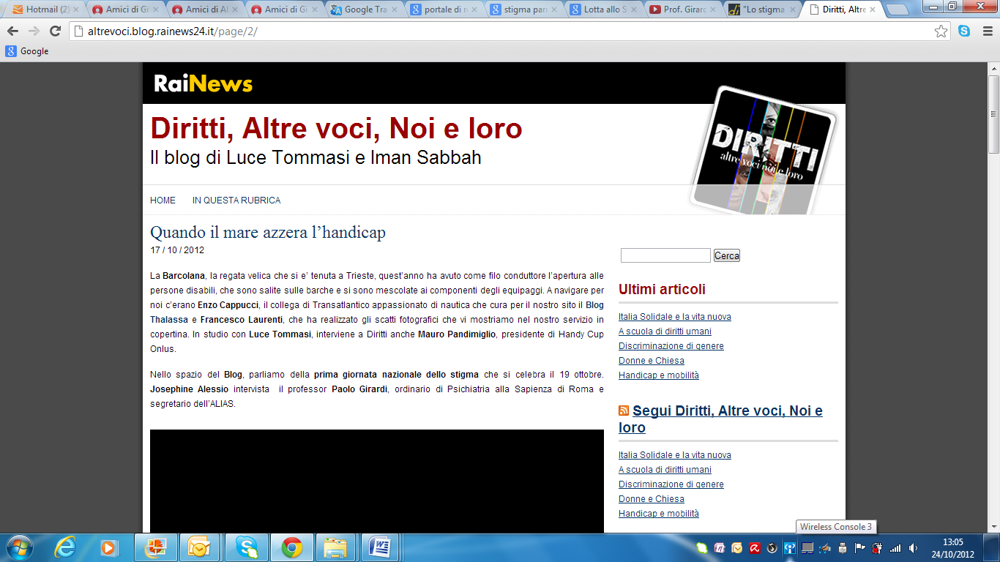 Hotmail (2)
Amici di Gi
Amici di Al
Amici di Gi
Google Tra
portale di r
stigma par
Lotta allo S
Prof. Girard
"Lo stigma
Diritti, Altre
altrevoci.blog.rainews24.it/page/2/
Google
RaiNews
DIRITTI
altre voci noi e loro
Diritti, Altre voci, Noi e loro
Il blog di Luce Tommasi e Iman Sabbah
HOME IN QUESTA RUBRICA
Quando il mare azzera l'handicap
17 / 10 / 2012
La Barcolana, la regata velica che si e' tenuta a Trieste, quest'anno ha avuto come filo conduttore l'apertura alle
persone disabili, che sono salite sulle barche e si sono mescolate ai componenti degli equipaggi. A navigare per
noi c'erano Enzo Cappucci, il collega di Transatlantico appassionato di nautica che cura per il nostro sito il Blog
Thalassa e Francesco Laurenti, che ha realizzato gli scatti fotografici che vi mostriamo nel nostro servizio in
copertina. In studio con Luce Tommasi, interviene a Diritti anche Mauro Pandimiglio, presidente di Handy Cup
Onlus.
Nello spazio del Blog, parliamo della prima giornata nazionale dello stigma che si celebra il 19 ottobre.
Josephine Alessio intervista il professor Paolo Girardi, ordinario di Psichiatria alla Sapienza di Roma e
segretario dell'ALIAS.
Cerca
Ultimi articoli
Italia Solidale e la vita nuova
A scuola di diritti umani
Discriminazione di genere
Donne e Chiesa
Handicap e mobilità
Segui Diritti, Altre voci, Noi e
loro
Italia Solidale e la vita nuova
A scuola di diritti umani
Discriminazione di genere
Donne e Chiesa
Handicap e mobilità
Wireless Console 3
13:05
24/10/2012